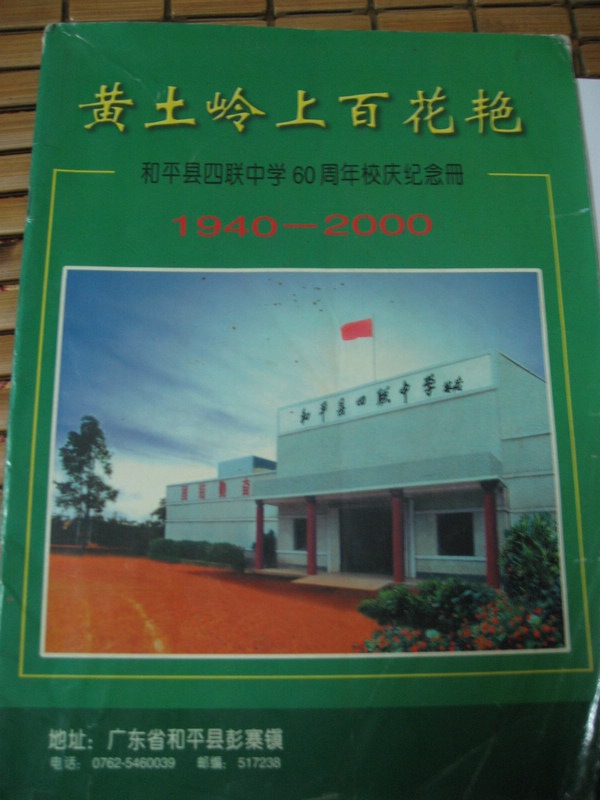 黄土岭上百花艳
和平县四联中学60周年校庆纪念册
1940—2000
和平县四联中学
地址：广东省和平县彭寨镇
电话：0762-5460039 邮编：517238